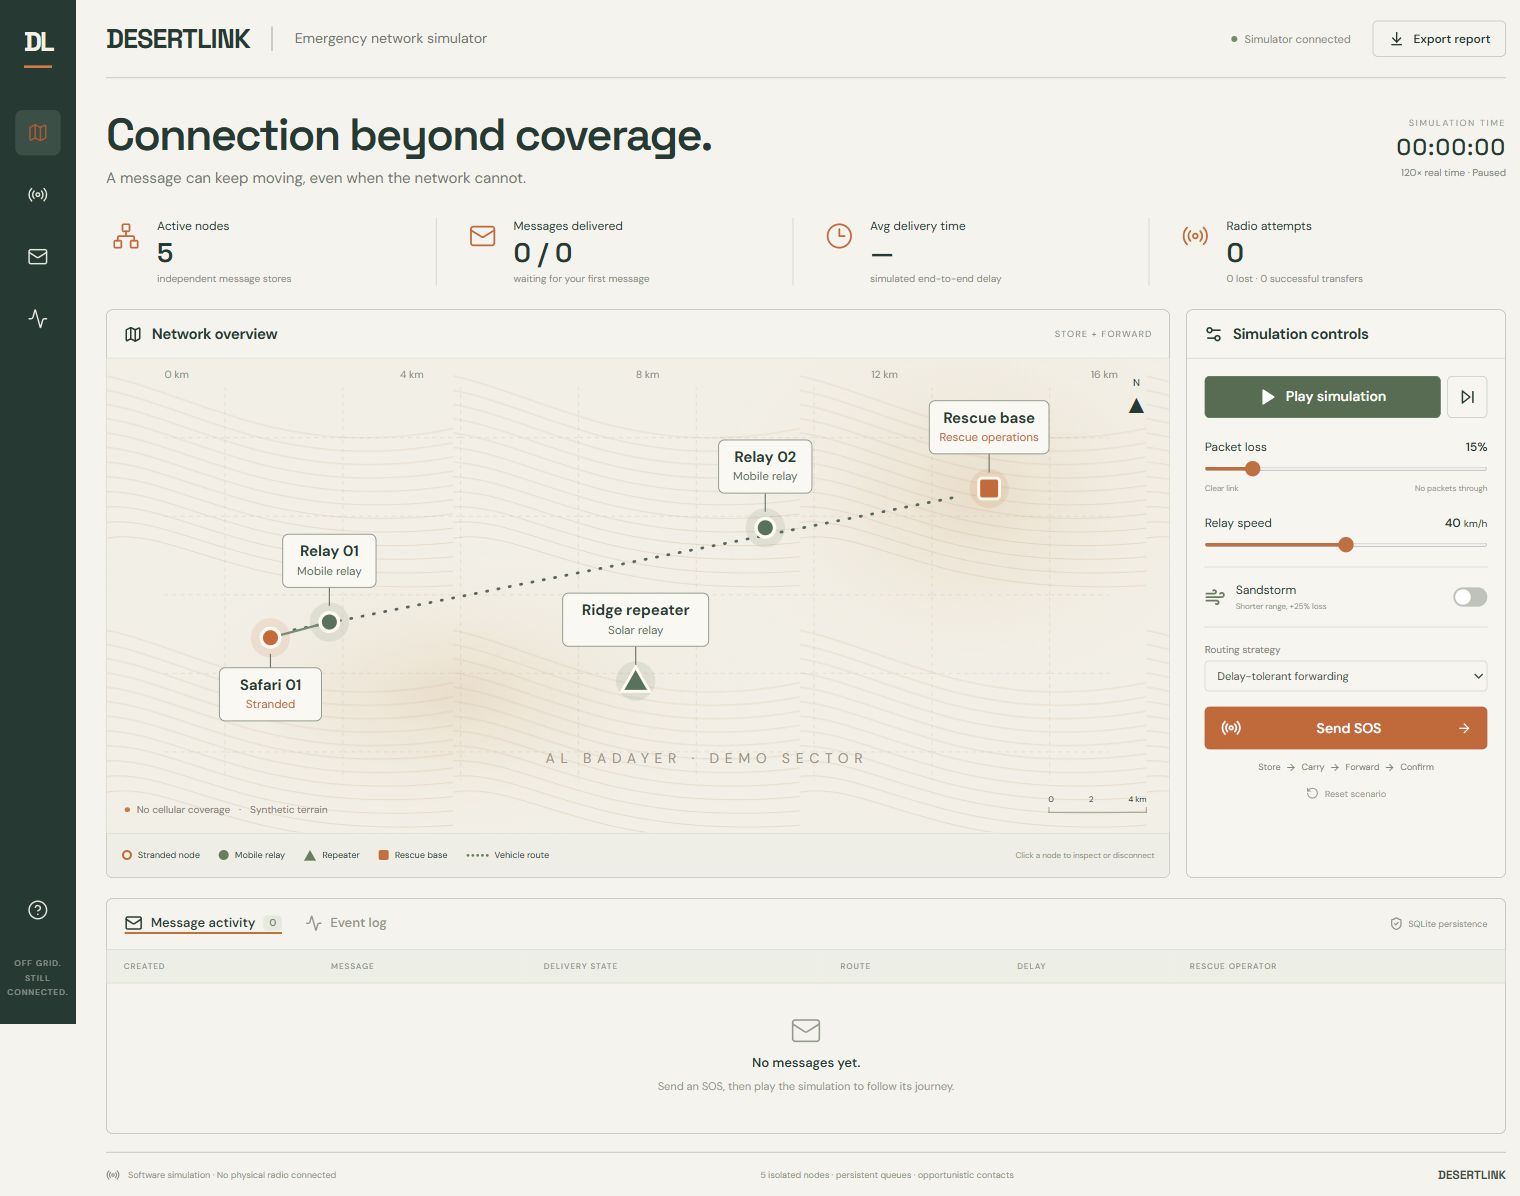 DL
DESERTLINK
Emergency network simulator
Simulator connected
Export report
Connection beyond coverage.
A message can keep moving, even when the network cannot.
SIMULATION TIME
00:00:00
120× real time · Paused
Active nodes
5
independent message stores
Messages delivered
0 / 0
waiting for your first message
Avg delivery time
—
simulated end-to-end delay
Radio attempts
0
0 lost · 0 successful transfers
Network overview
STORE + FORWARD
0 km
4 km
8 km
12 km
16 km
N
Rescue base
Rescue operations
Relay 02
Mobile relay
Relay 01
Mobile relay
Ridge repeater
Solar relay
Safari 01
Stranded
AL BADAYER · DEMO SECTOR
No cellular coverage · Synthetic terrain
0 2 4 km
Stranded node
Mobile relay
Repeater
Rescue base
Vehicle route
Click a node to inspect or disconnect
Simulation controls
Play simulation
Packet loss
15%
Clear link
No packets through
Relay speed
40 km/h
Sandstorm
Shorter range, +25% loss
Routing strategy
Delay-tolerant forwarding
Send SOS →
Store → Carry → Forward → Confirm
Reset scenario
Message activity 0
Event log
SQLite persistence
CREATED
MESSAGE
DELIVERY STATE
ROUTE
DELAY
RESCUE OPERATOR
No messages yet.
Send an SOS, then play the simulation to follow its journey.
OFF GRID.
STILL
CONNECTED.
Software simulation · No physical radio connected
5 isolated nodes · persistent queues · opportunistic contacts
DESERTLINK